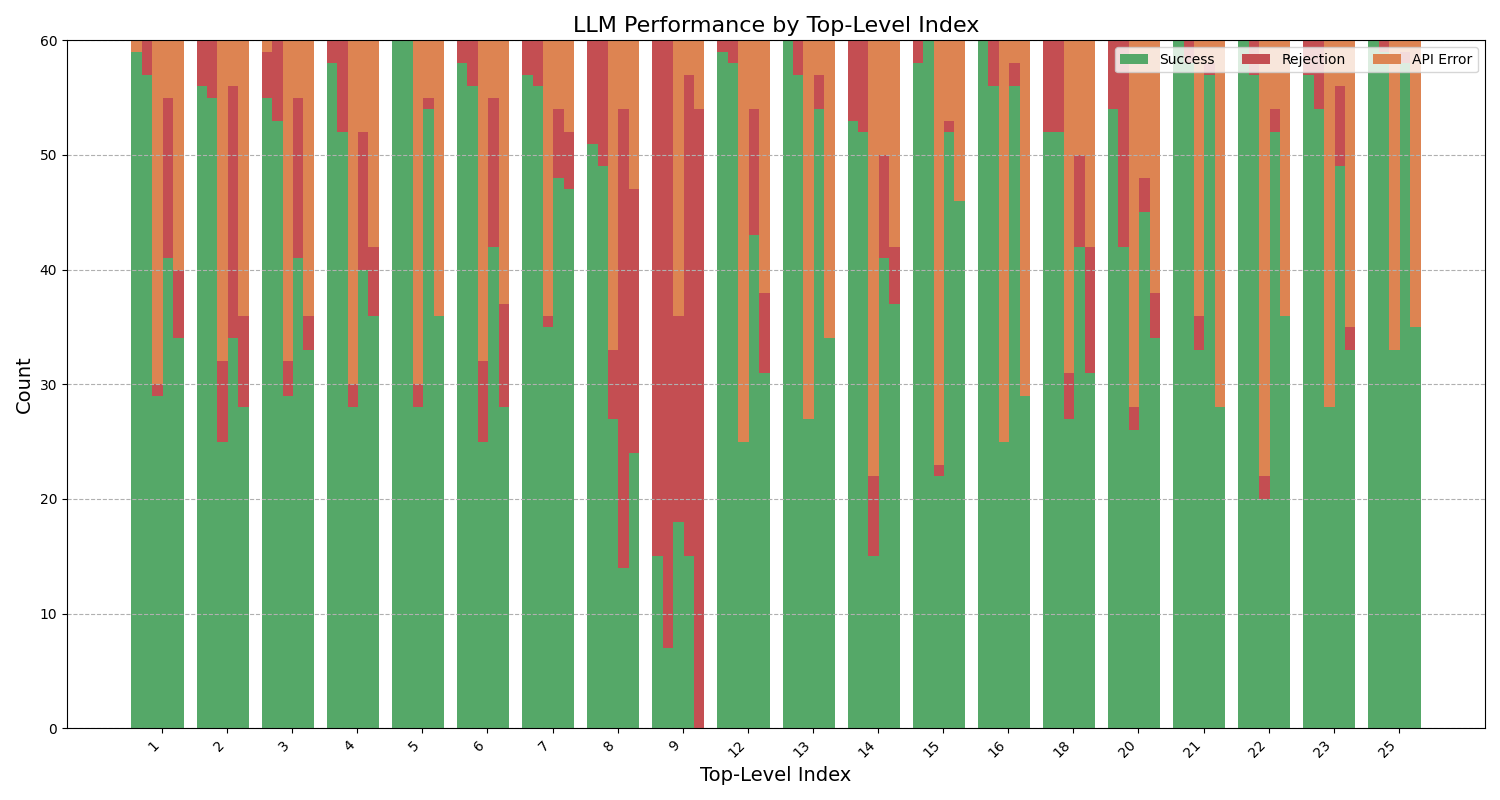 LLM Performance by Top-Level Index
Success Rejection API Error
60
50
40
30
20
10
0
Count
1 2 3 4 5 6 7 8 9 12 13 14 15 16 18 20 21 22 23 25
Top-Level Index